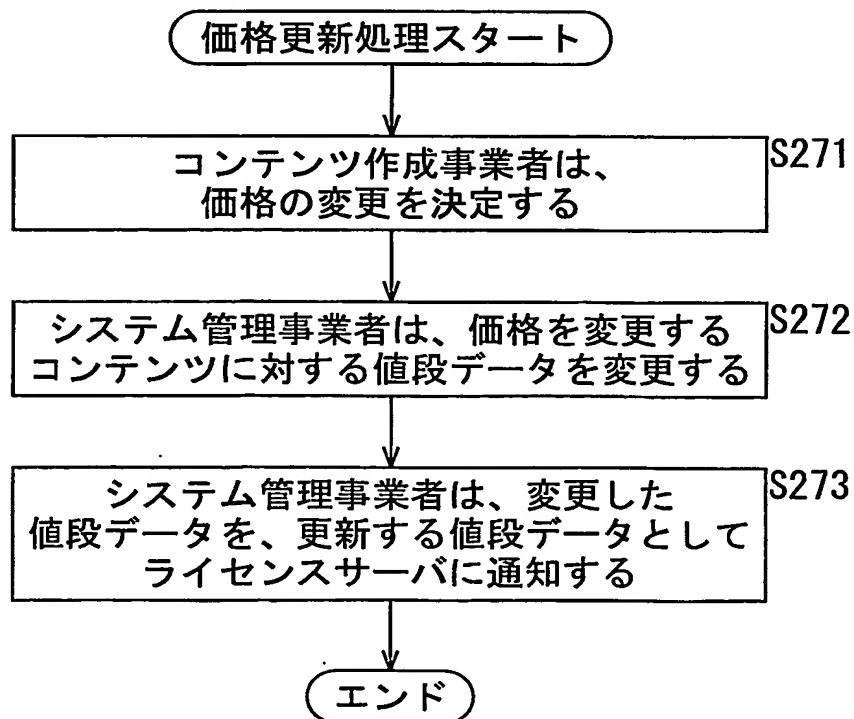 価格更新処理スタート
コンテンツ作成事業者は、
価格の変更を決定する
S271
システム管理事業者は、価格を変更する
コンテンツに対する値段データを変更する
S272
システム管理事業者は、変更した
値段データを、更新する値段データとして
ライセンスサーバに通知する
S273
エンド